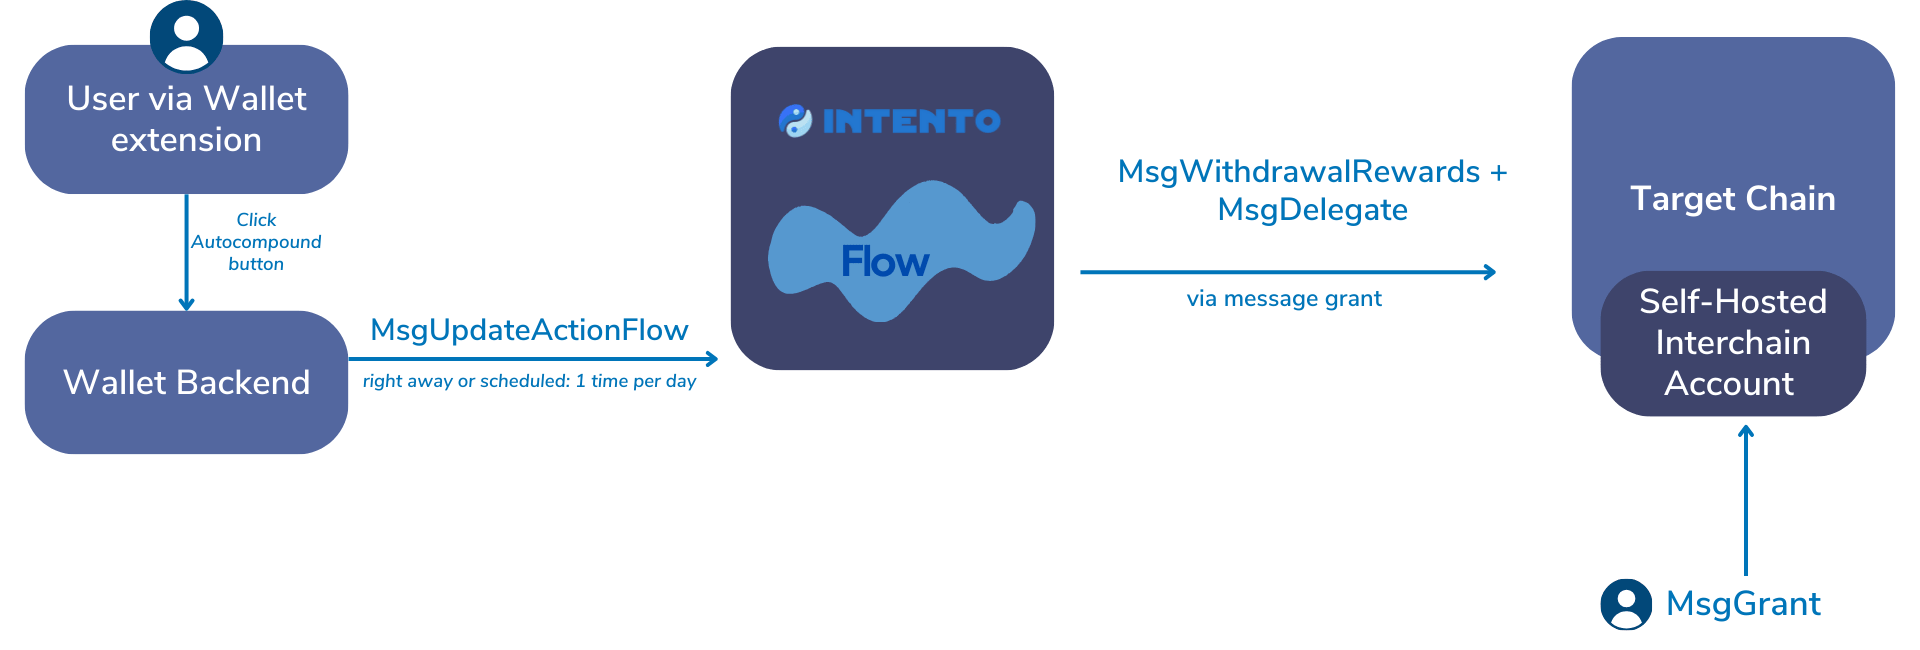 User via Wallet
extension
Click
Autocompound
button
Wallet Backend
MsgUpdateActionFlow
right away or scheduled: 1 time per day
INTENTO
Flow
MsgWithdrawalRewards +
MsgDelegate
via message grant
Target Chain
Self-Hosted
Interchain
Account
MsgGrant